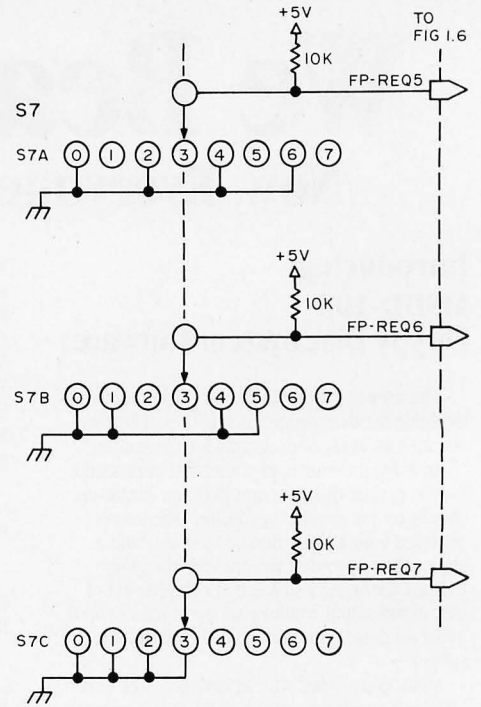 +5V
TO
FIG 1.6
10K
FP-REQ5
S7
S7A 0 1 2 3 4 5 6 7
+5V
10K
FP-REQ6
S7B 0 1 2 3 4 5 6 7
+5V
10K
FP-REQ7
S7C 0 1 2 3 4 5 6 7